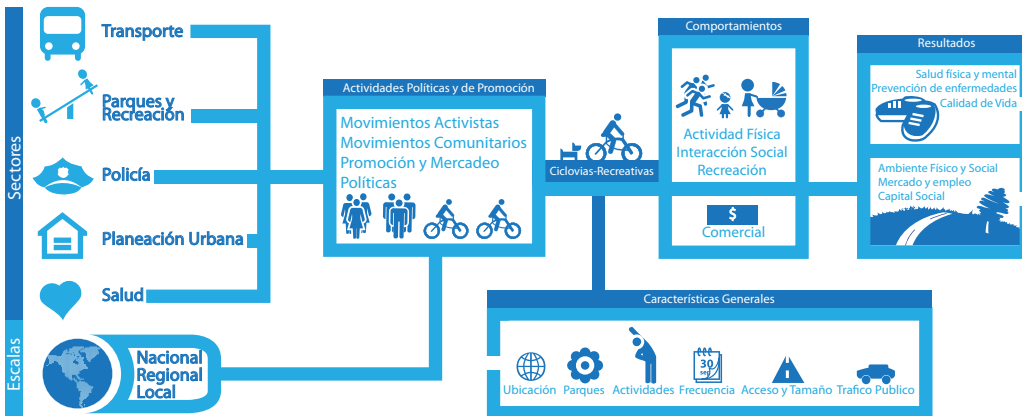 Sectores
Transporte
Parques y
Recreación
Policía
Planeación Urbana
Salud
Escalas
Nacional
Regional
Local
Actividades Políticas y de Promoción
Movimientos Activistas
Movimientos Comunitarios
Promoción y Mercadeo
Políticas
Ciclovías-Recreativas
Comportamientos
Actividad Física
Interacción Social
Recreación
$
Comercial
Resultados
Salud física y mental
Prevención de enfermedades
Calidad de Vida
Ambiente Físico y Social
Mercado y empleo
Capital Social
Características Generales
30
sep
Ubicación Parques Actividades Frecuencia Acceso y Tamaño Trafico Publico